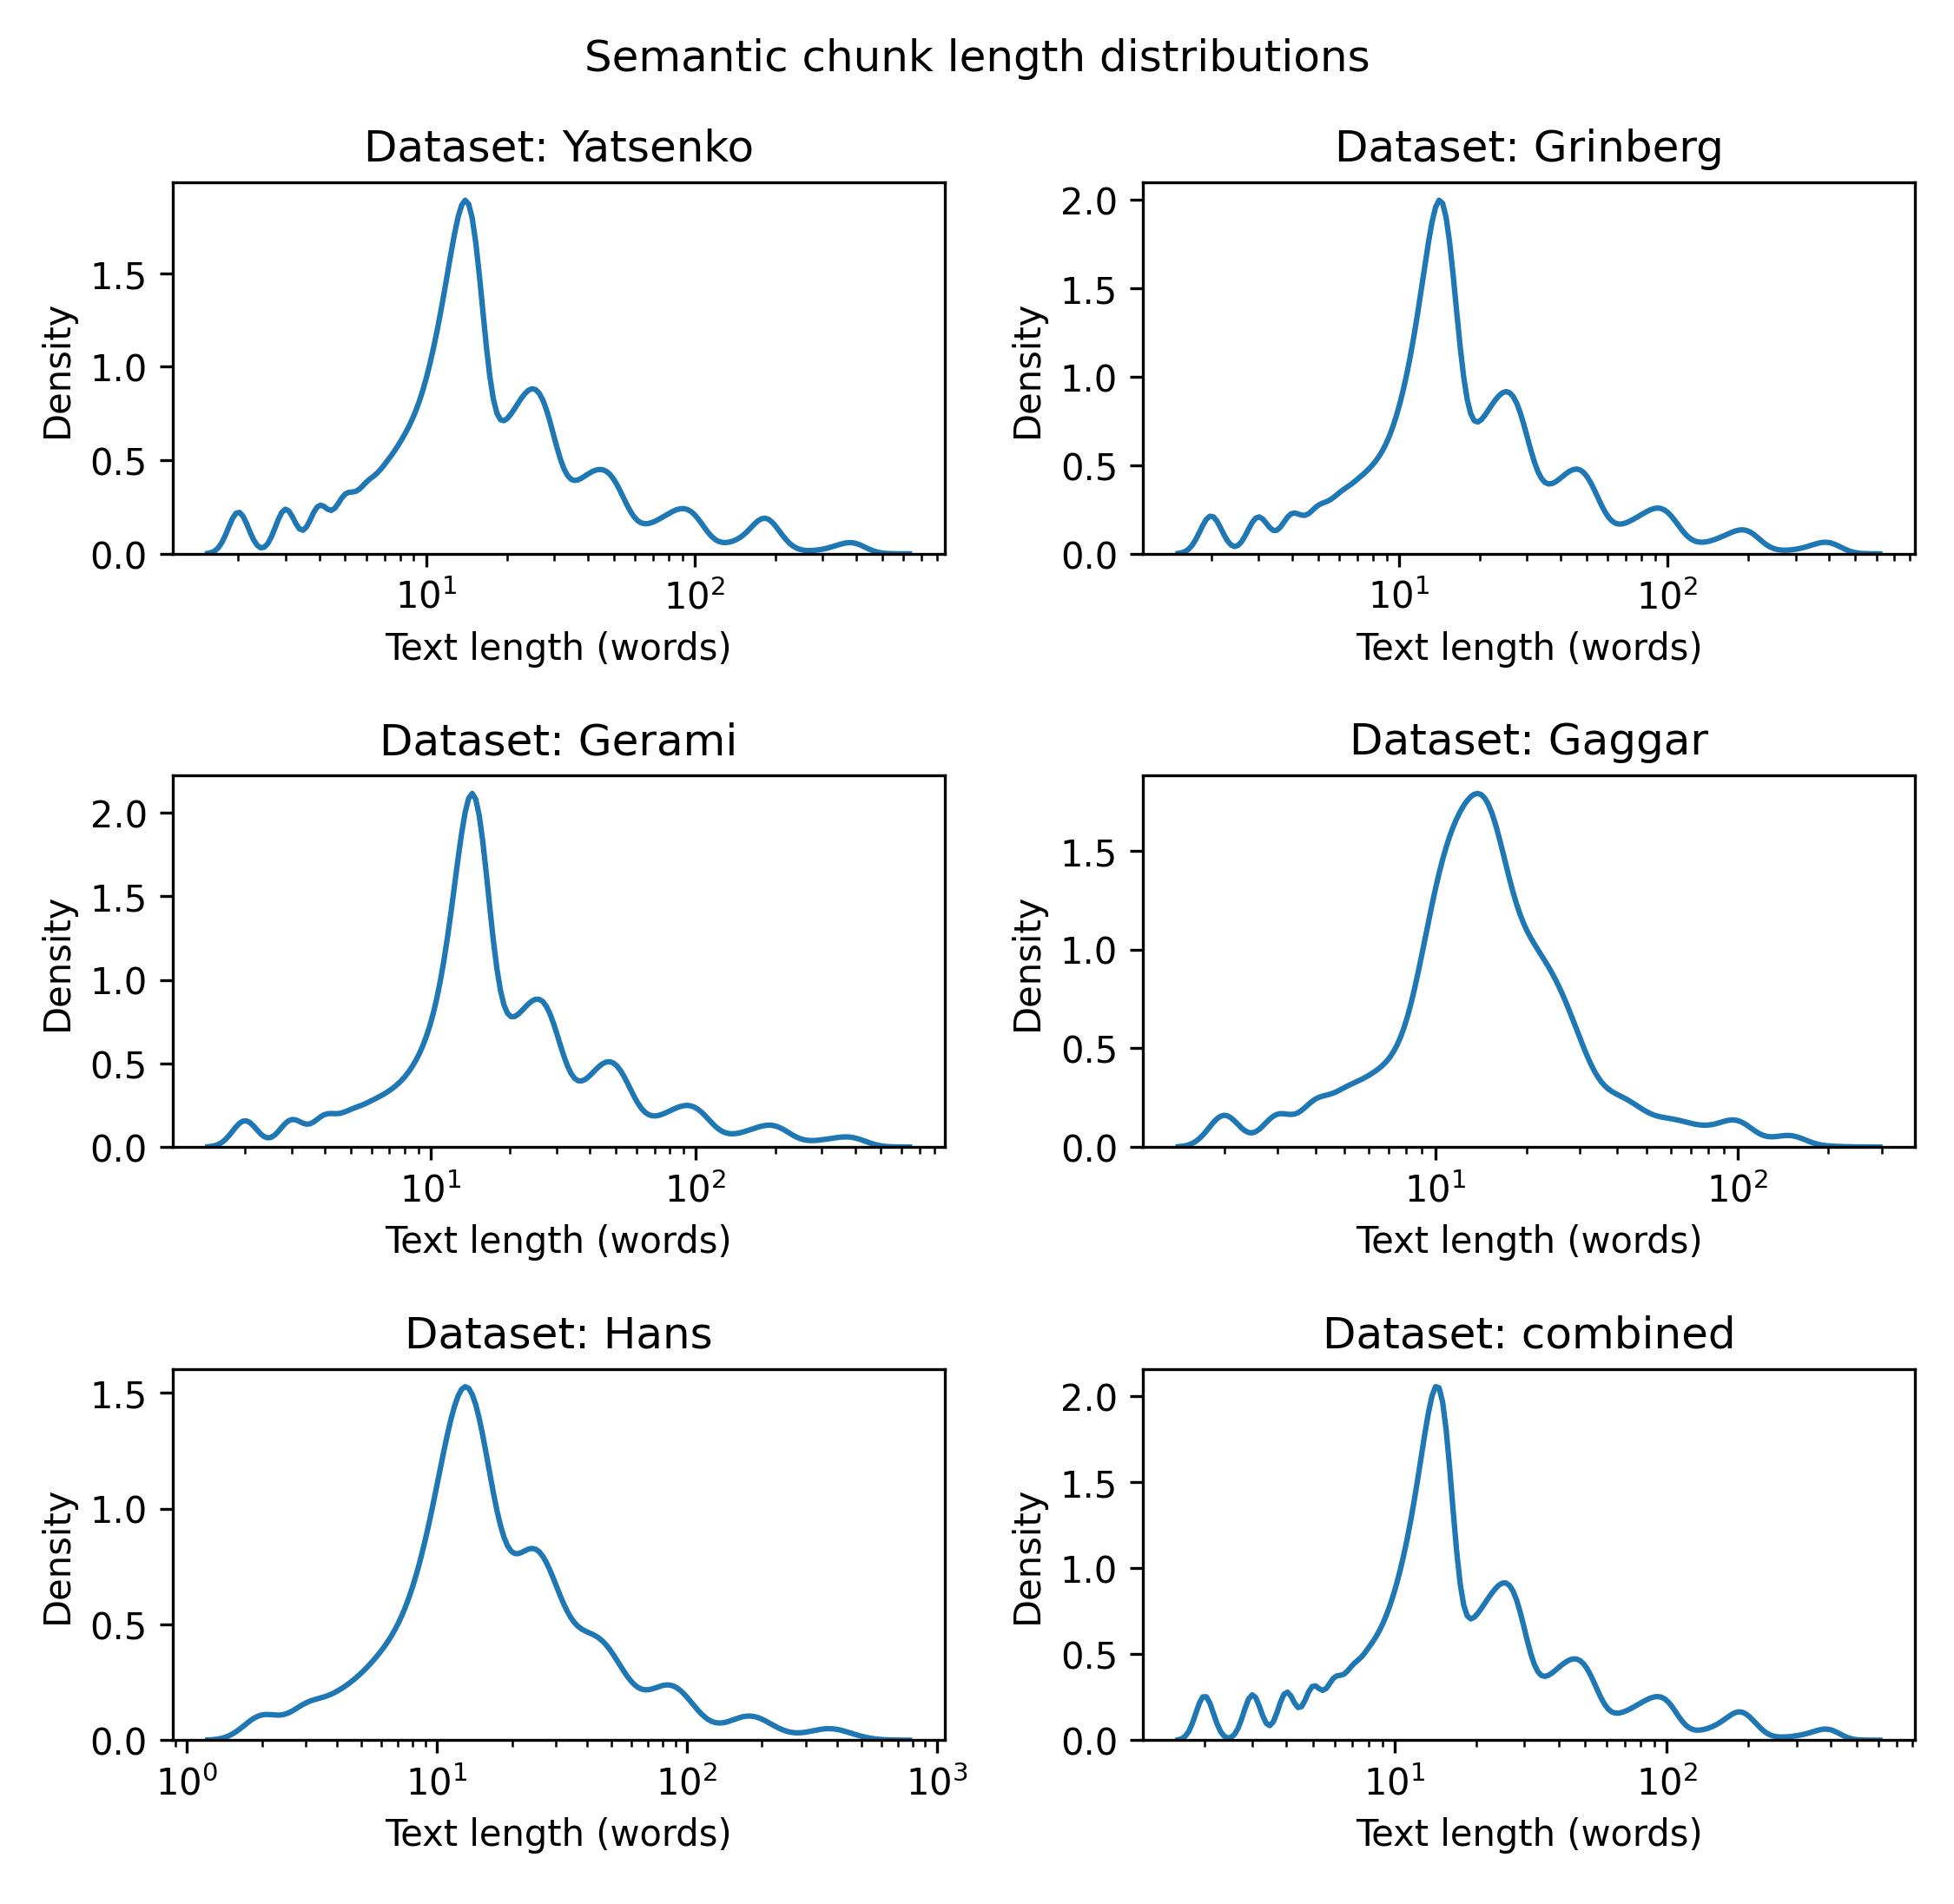 Semantic chunk length distributions
Dataset: Yatsenko
Density
1.5
1.0
0.5
0.0
10¹ 10²
Text length (words)
Dataset: Grinberg
Density
2.0
1.5
1.0
0.5
0.0
10¹ 10²
Text length (words)
Dataset: Gerami
Density
2.0
1.5
1.0
0.5
0.0
10¹ 10²
Text length (words)
Dataset: Gaggar
Density
1.5
1.0
0.5
0.0
10¹ 10²
Text length (words)
Dataset: Hans
Density
1.5
1.0
0.5
0.0
10⁰ 10¹ 10² 10³
Text length (words)
Dataset: combined
Density
2.0
1.5
1.0
0.5
0.0
10¹ 10²
Text length (words)